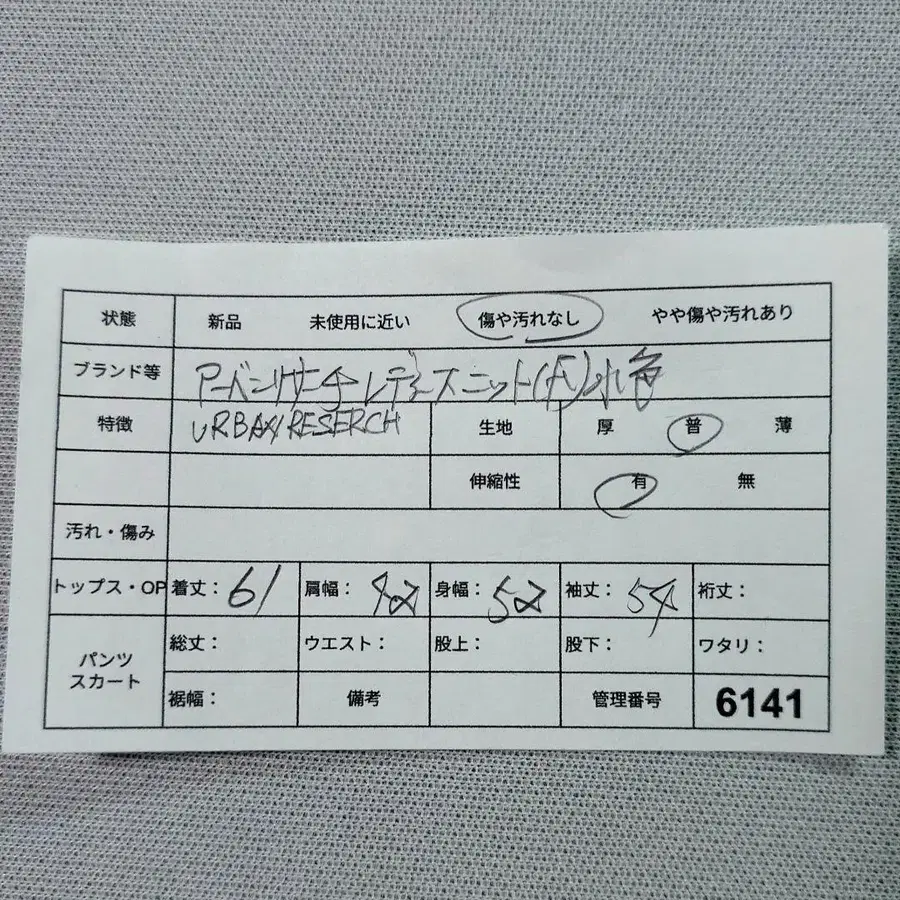 状態 新品 未使用に近い 傷や汚れなし やや傷や汚れあり
ブランド等 アーバンリサーチ レディース ニット(F)水色
特徴 URBAN RESERCH 生地 厚 普 薄
伸縮性 有 無
汚れ・傷み
トップス・OP 着丈: 61 肩幅: 42 身幅: 52 袖丈: 54 裄丈:
パンツ スカート 総丈: ウエスト: 股上: 股下: ワタリ:
裾幅: 備考 管理番号 6141